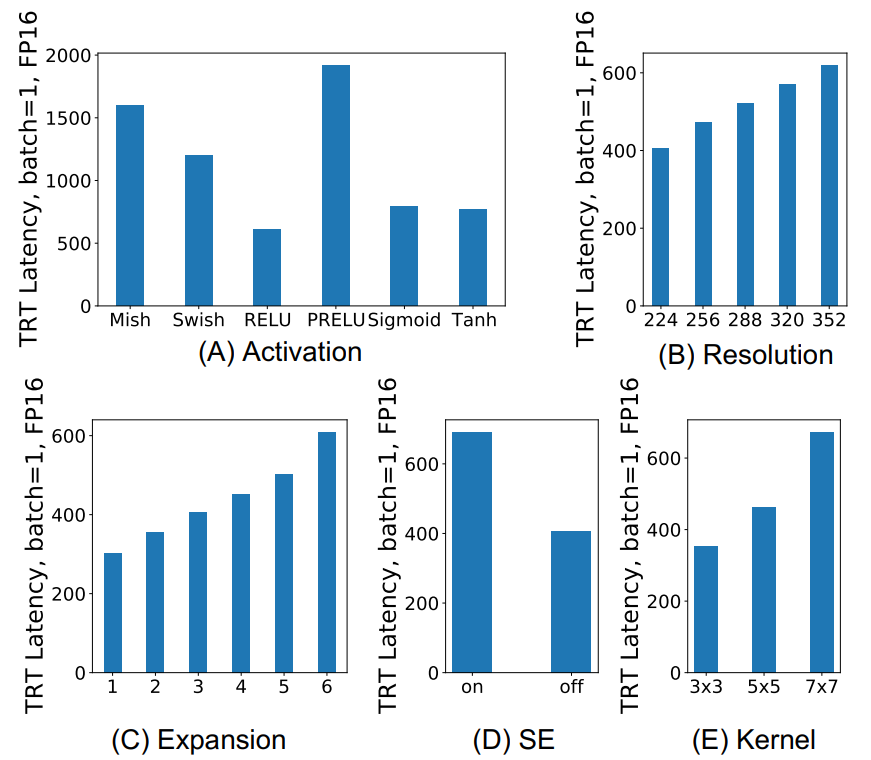 TRT Latency, batch=1, FP16
2000
1500
1000
500
0
Mish Swish RELU PRELU Sigmoid Tanh
(A) Activation
TRT Latency, batch=1, FP16
600
400
200
0
224 256 288 320 352
(B) Resolution
TRT Latency, batch=1, FP16
600
400
200
0
1 2 3 4 5 6
(C) Expansion
TRT Latency, batch=1, FP16
600
400
200
0
on off
(D) SE
TRT Latency, batch=1, FP16
600
400
200
0
3x3 5x5 7x7
(E) Kernel